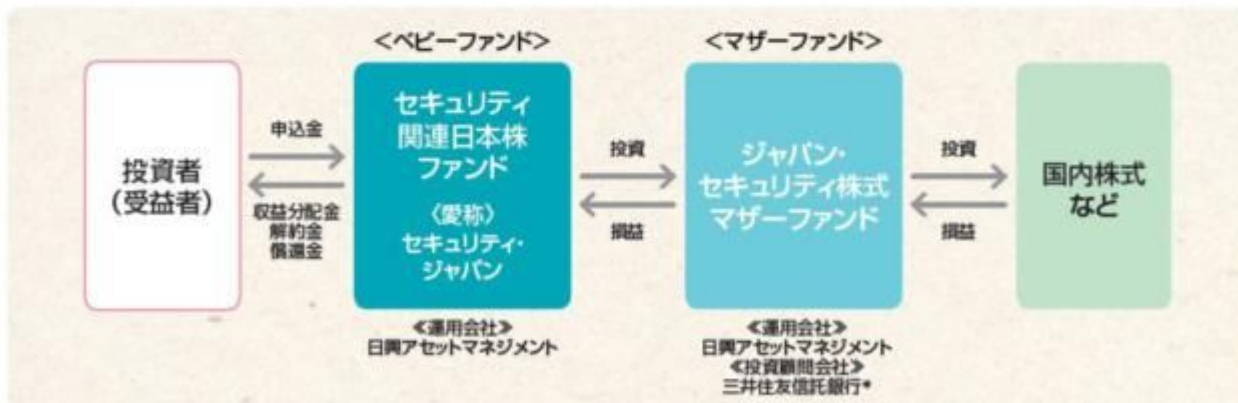 <ベビーファンド>
<マザーファンド>
投資者
(受益者)
申込金
収益分配金
解約金
償還金
セキュリティ
関連日本株
ファンド
〈愛称〉
セキュリティ・
ジャパン
投資
損益
ジャパン・
セキュリティ株式
マザーファンド
投資
損益
国内株式
など
≪運用会社≫
日興アセットマネジメント
≪運用会社≫
日興アセットマネジメント
≪投資顧問会社≫
三井住友信託銀行*